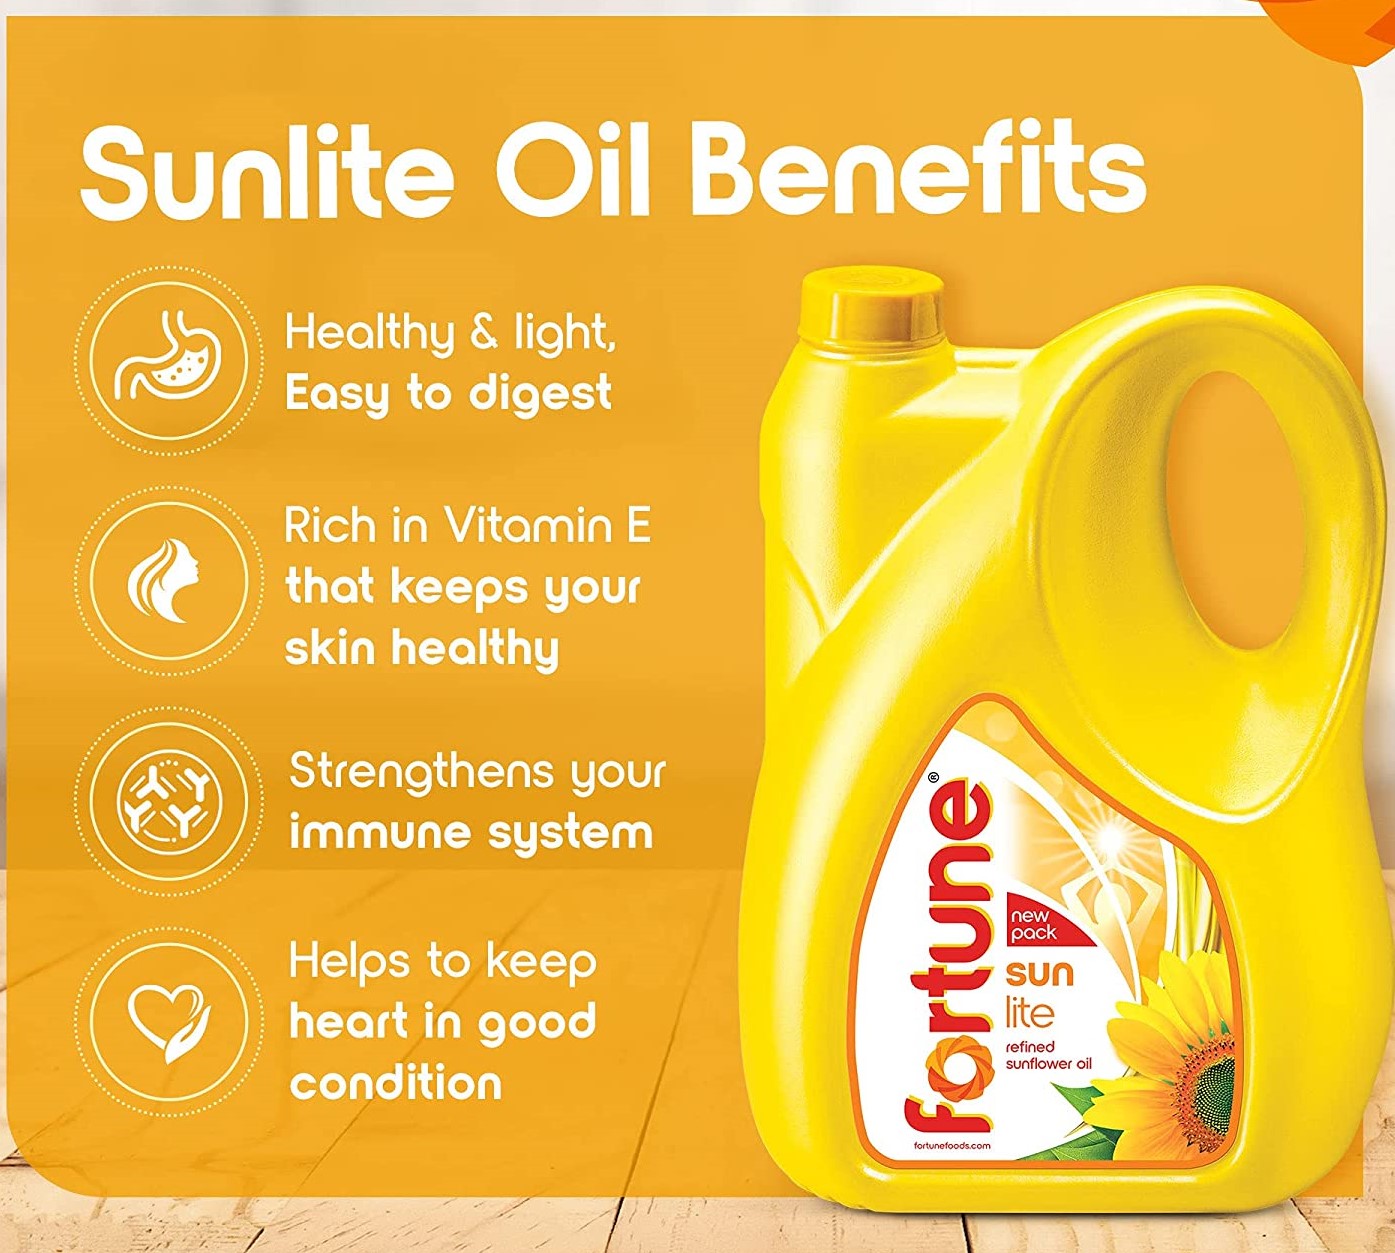 Sunlite Oil Benefits
Healthy & light,
Easy to digest
Rich in Vitamin E
that keeps your
skin healthy
Strengthens your
immune system
Helps to keep
heart in good
condition
fortune®
new
pack
sun
lite
refined
sunflower oil
fortunefoods.com